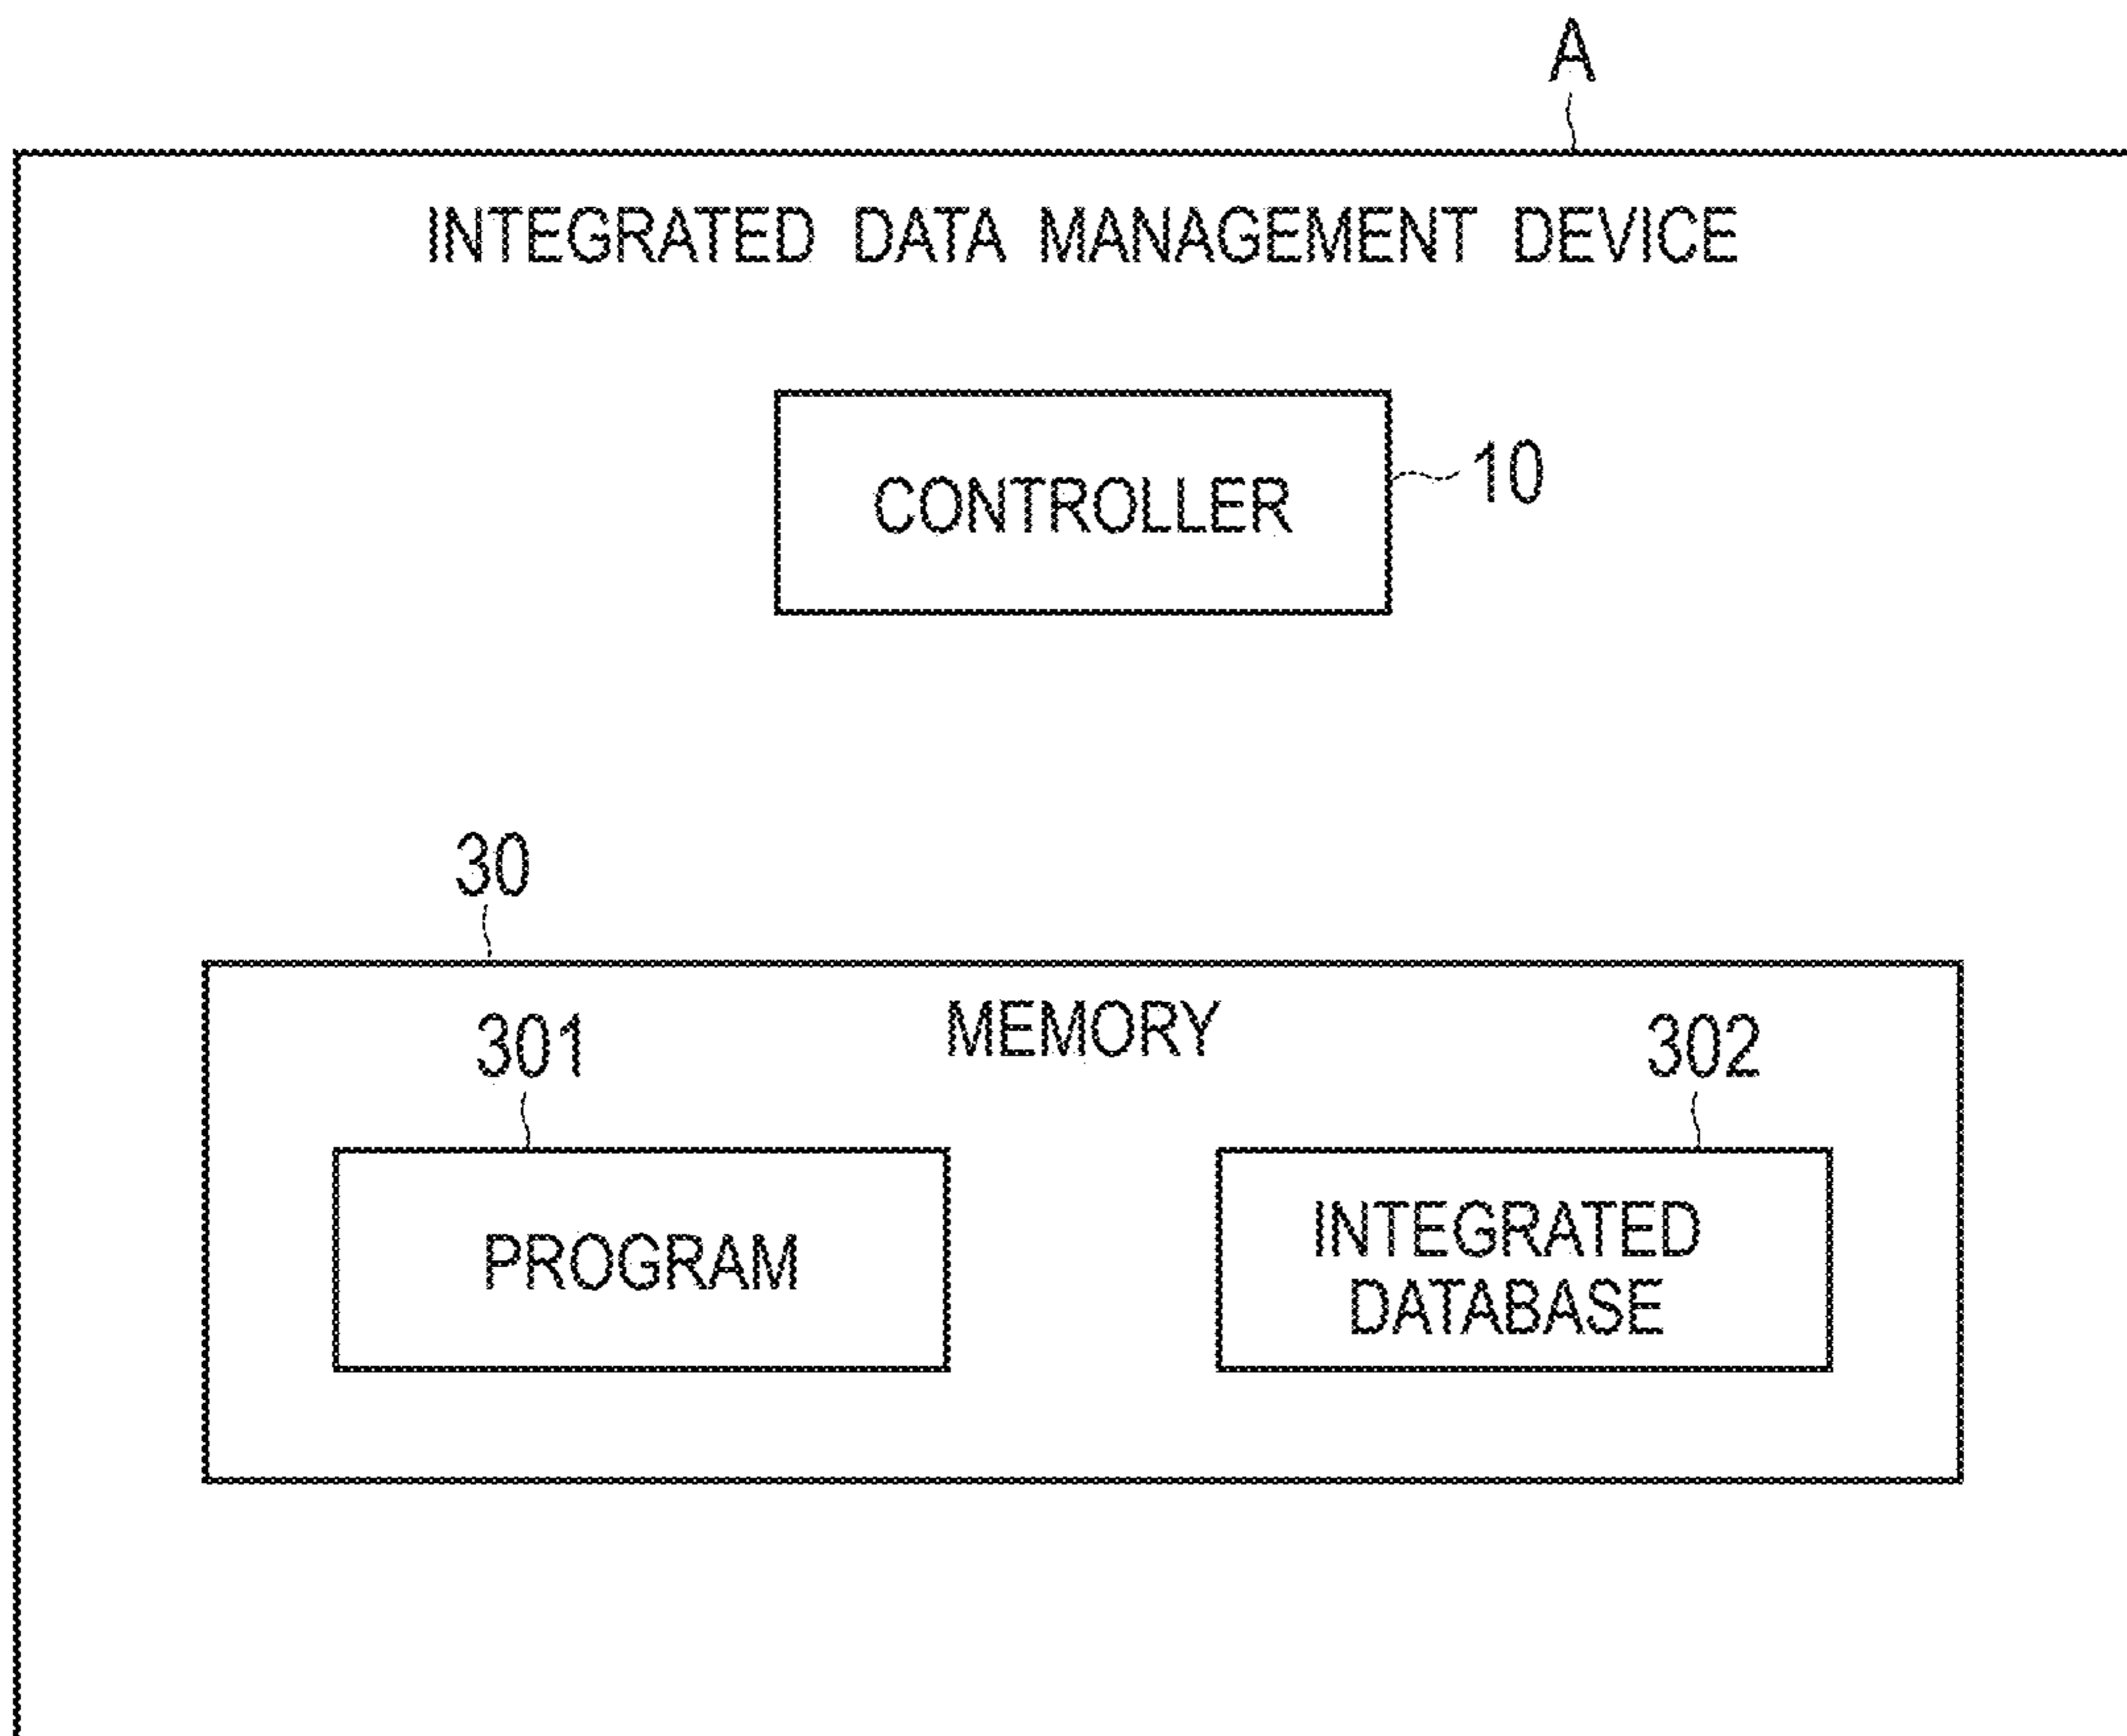 A
INTEGRATED DATA MANAGEMENT DEVICE
CONTROLLER
10
30
MEMORY
301
302
PROGRAM
INTEGRATED
DATABASE